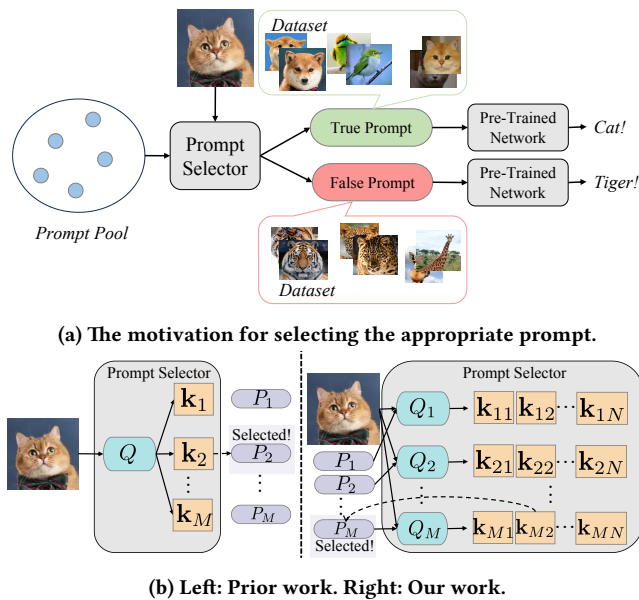 Dataset
Prompt Selector
True Prompt
Pre-Trained Network
Cat!
False Prompt
Pre-Trained Network
Tiger!
Prompt Pool
Dataset
(a) The motivation for selecting the appropriate prompt.
Prompt Selector
Q
k1
k2
⋮
kM
P1
Selected!
P2
⋮
PM
Prompt Selector
P1
P2
⋮
PM
Selected!
Q1
Q2
⋮
QM
k11 k12 ⋯ k1N
k21 k22 ⋯ k2N
⋮
kM1 kM2 ⋯ kMN
(b) Left: Prior work. Right: Our work.